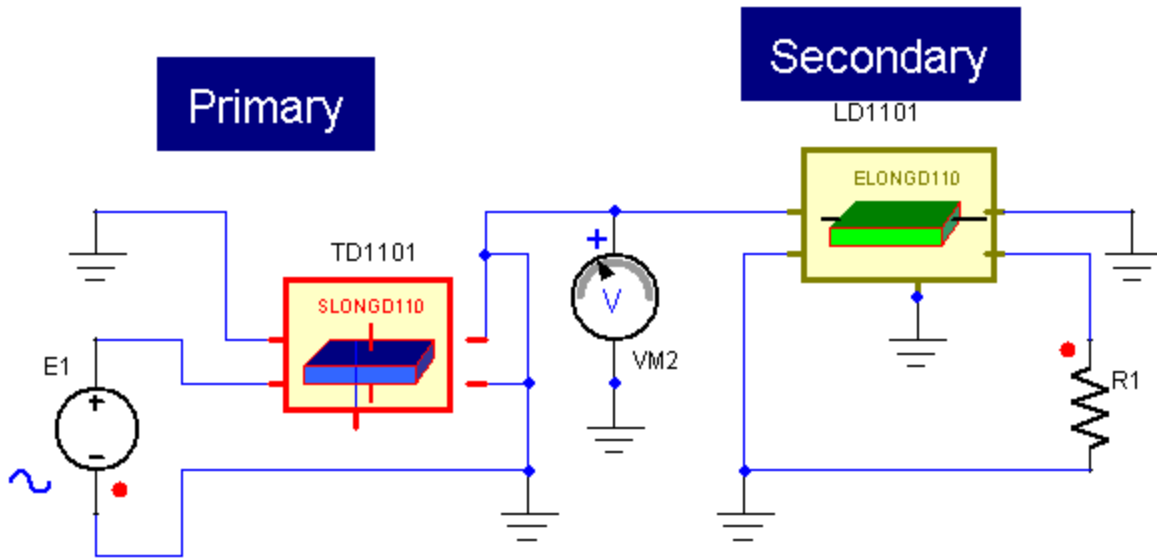 Primary
Secondary
LD1101
ELONGD110
TD1101
SLONGD110
+
V
VM2
E1
+
−
R1